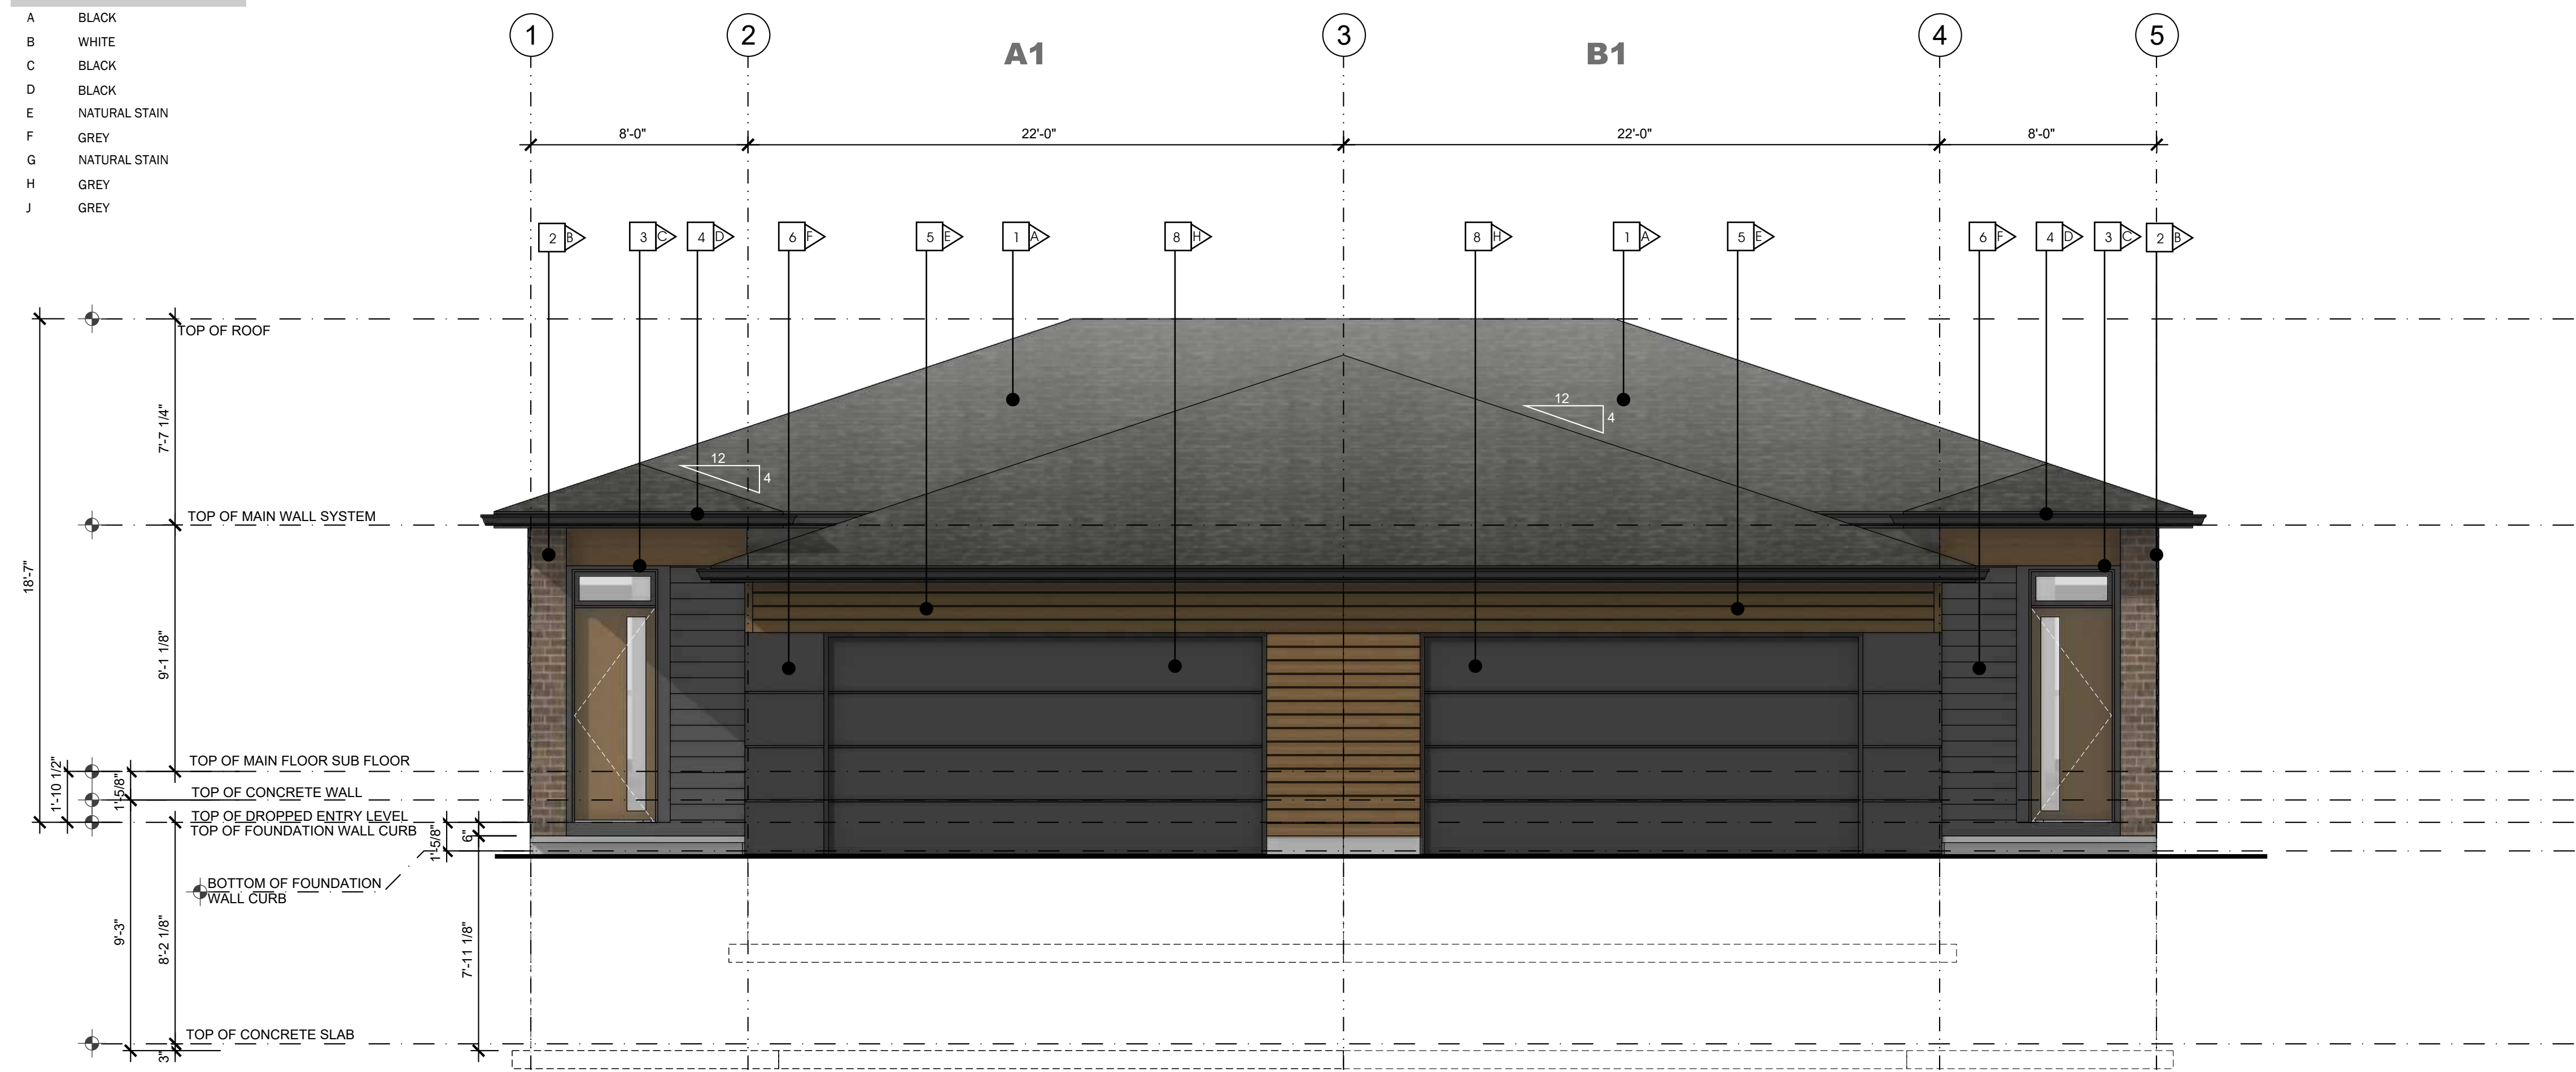 A BLACK
B WHITE
C BLACK
D BLACK
E NATURAL STAIN
F GREY
G NATURAL STAIN
H GREY
J GREY
1 2 3 4 5
A1 B1
8'-0" 22'-0" 22'-0" 8'-0"
2 B 3 C 4 D 6 F 5 E 1 A 8 H 8 H 1 A 5 E 6 F 4 D 3 C 2 B
TOP OF ROOF
7'-7 1/4"
12
4
12
4
TOP OF MAIN WALL SYSTEM
18'-7"
9'-1 1/8"
TOP OF MAIN FLOOR SUB FLOOR
1'-10 1/2"
1'-5/8"
TOP OF CONCRETE WALL
TOP OF DROPPED ENTRY LEVEL
TOP OF FOUNDATION WALL CURB
1'-5/8"
6"
BOTTOM OF FOUNDATION
WALL CURB
9'-3"
8'-2 1/8"
7'-11 1/8"
TOP OF CONCRETE SLAB
3"